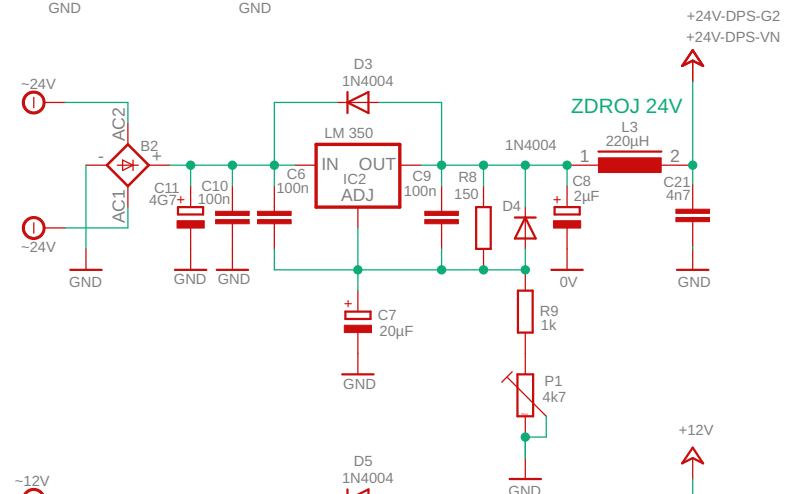 GND
GND
+24V-DPS-G2
+24V-DPS-VN
D3
1N4004
~24V
ZDROJ 24V
L3
220µH
AC2
B2
LM 350
1N4004
1
2
-
+
IN
OUT
IC2
ADJ
C11
4G7
+
C10
100n
C6
100n
C9
100n
R8
150
D4
C8
2µF
+
C21
4n7
AC1
~24V
GND
GND
GND
0V
GND
+
C7
20µF
R9
1k
GND
P1
4k7
+12V
D5
1N4004
~12V
GND